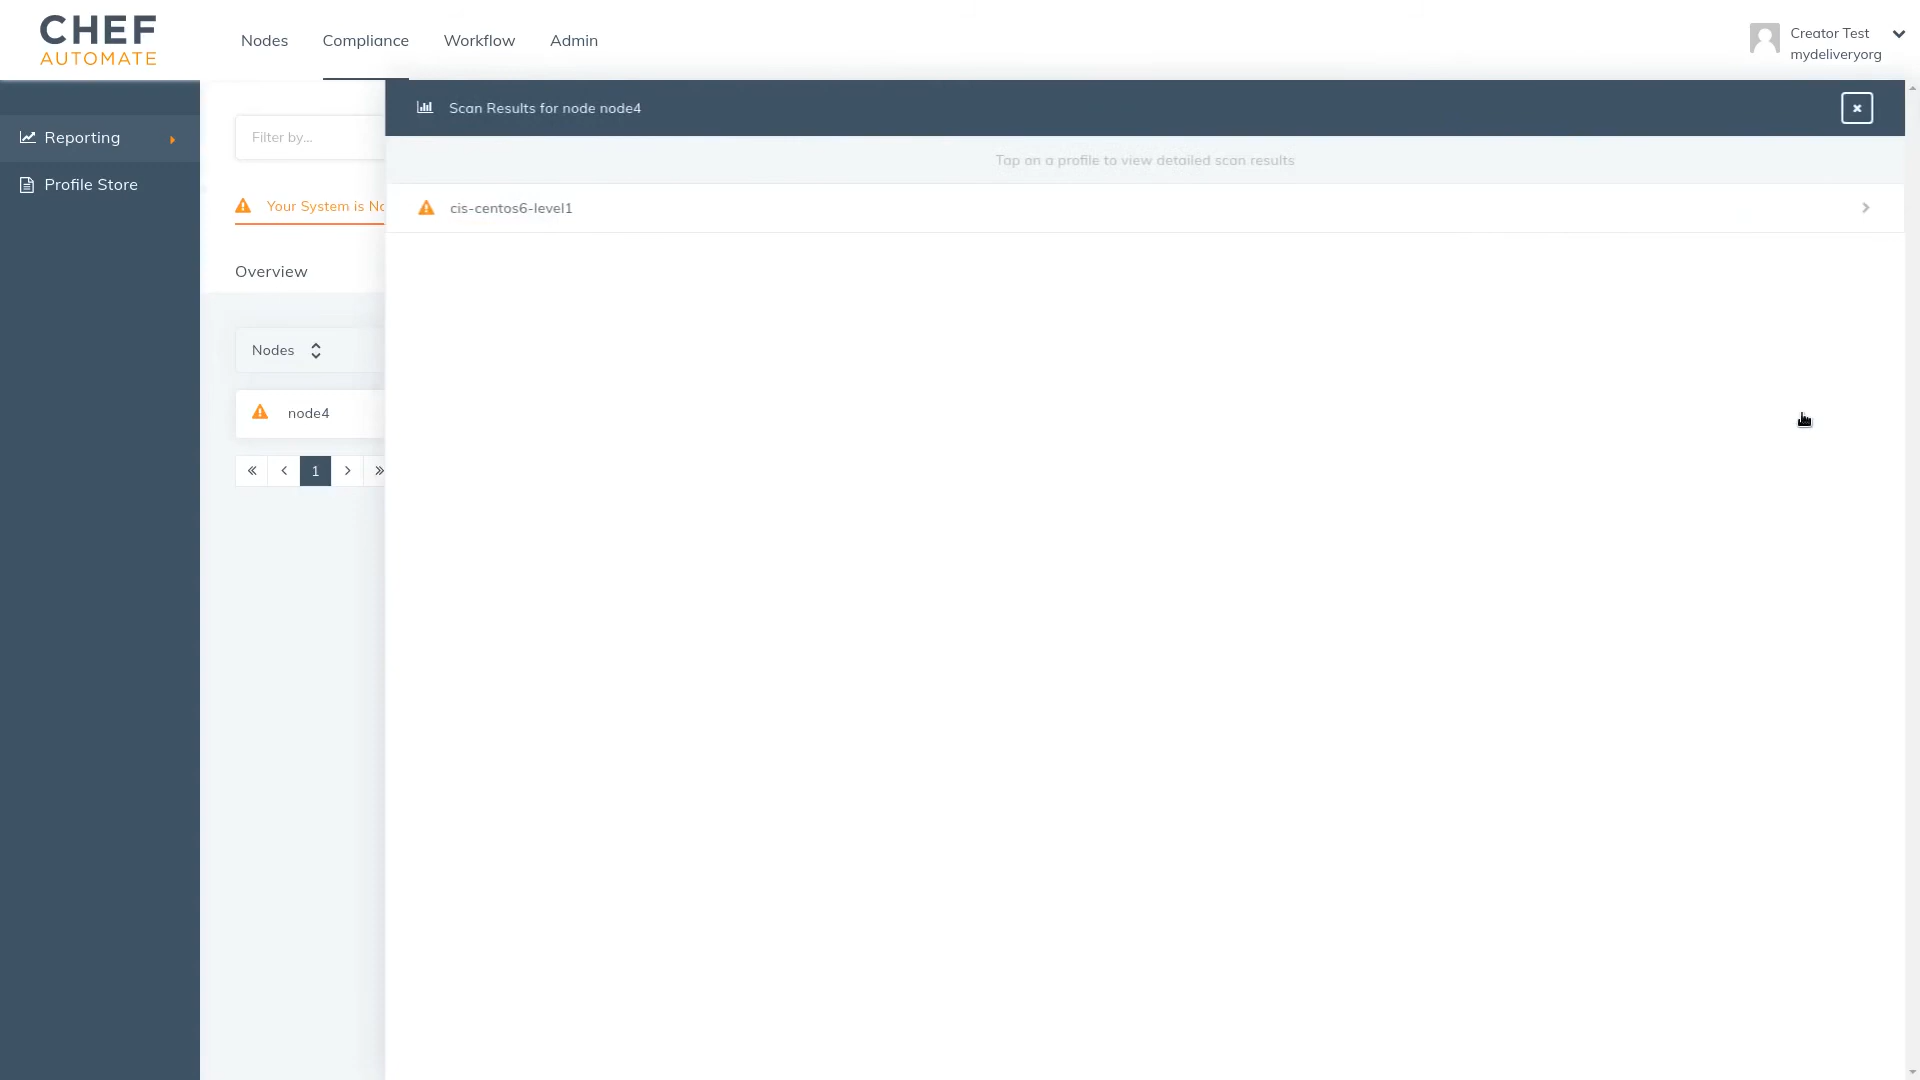 CHEF
AUTOMATE
Nodes
Compliance
Workflow
Admin
Creator Test
mydeliveryorg
Reporting
Profile Store
Filter by...
Your System is No
Overview
Nodes
node4
« < 1 > »
Scan Results for node node4
Tap on a profile to view detailed scan results
cis-centos6-level1